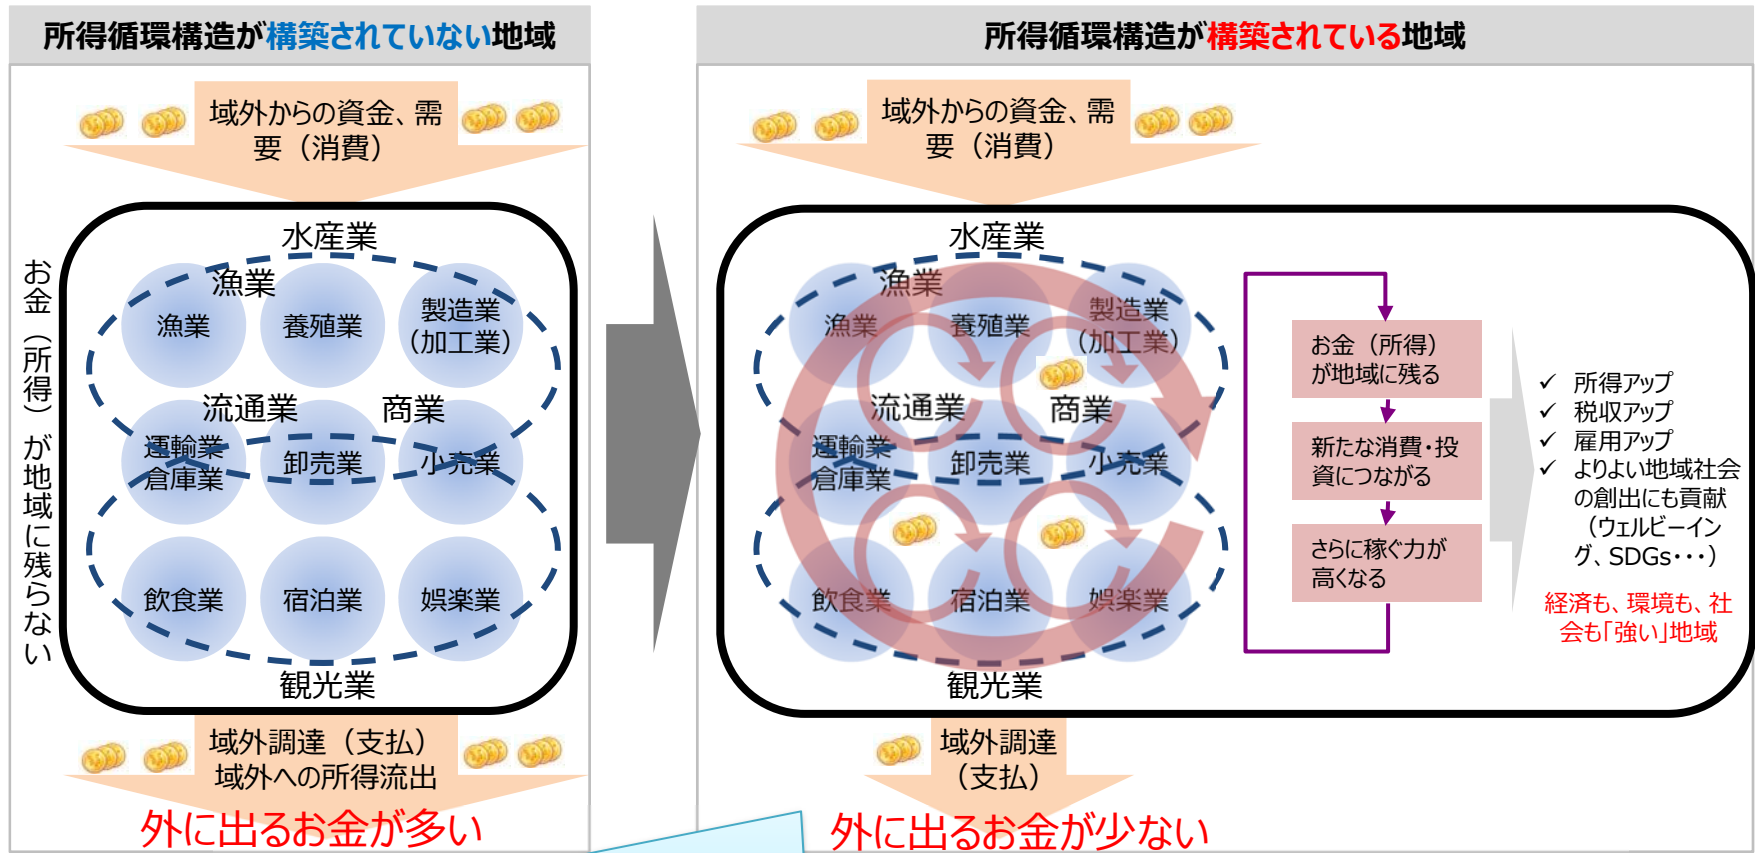 所得循環構造が構築されていない地域
域外からの資金、需
要（消費）
お金（所得）が地域に残らない
水産業
漁業
漁業
養殖業
製造業
（加工業）
流通業
商業
運輸業
倉庫業
卸売業
小売業
飲食業
宿泊業
娯楽業
観光業
域外調達（支払）
域外への所得流出
外に出るお金が多い
所得循環構造が構築されている地域
域外からの資金、需
要（消費）
水産業
漁業
漁業
養殖業
製造業
（加工業）
流通業
商業
運輸業
倉庫業
卸売業
小売業
飲食業
宿泊業
娯楽業
観光業
域外調達
（支払）
外に出るお金が少ない
お金（所得）
が地域に残る
新たな消費・投
資につながる
さらに稼ぐ力が
高くなる
✓ 所得アップ
✓ 税収アップ
✓ 雇用アップ
✓ よりよい地域社会
の創出にも貢献
（ウェルビーイン
グ、SDGs・・・）
経済も、環境も、社
会も「強い」地域